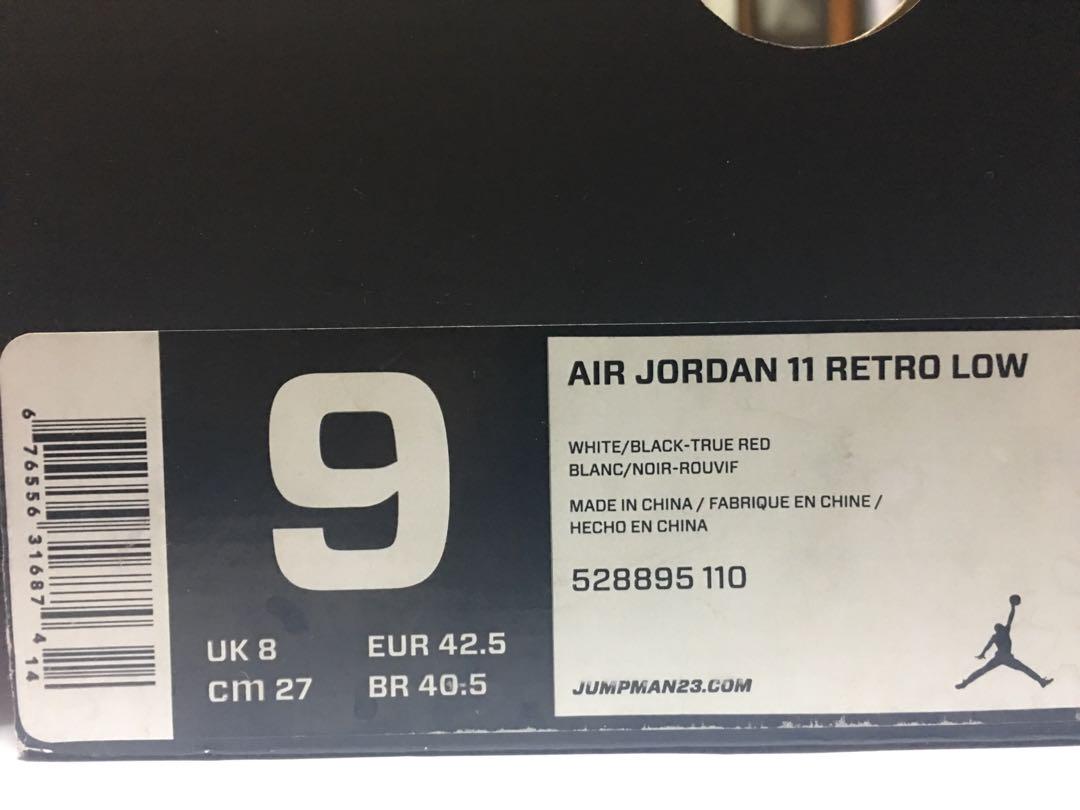 6 76556 31687 4 14
9
UK 8 EUR 42.5
cm 27 BR 40.5
AIR JORDAN 11 RETRO LOW
WHITE/BLACK-TRUE RED
BLANC/NOIR-ROUVIF
MADE IN CHINA / FABRIQUE EN CHINE /
HECHO EN CHINA
528895 110
JUMPMAN23.COM